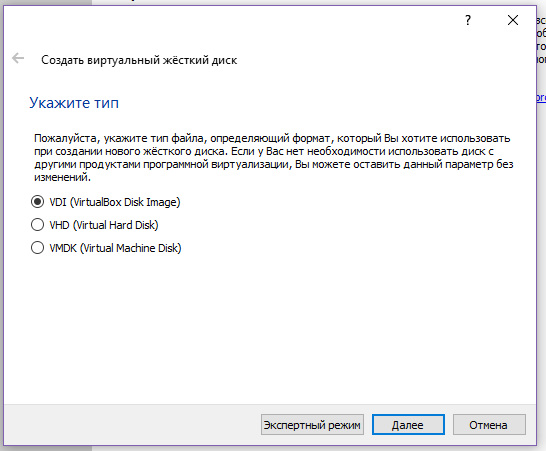 ?
Создать виртуальный жёсткий диск
Укажите тип
Пожалуйста, укажите тип файла, определяющий формат, который Вы хотите использовать
при создании нового жёсткого диска. Если у Вас нет необходимости использовать диск с
другими продуктами программной виртуализации, Вы можете оставить данный параметр без
изменений.
VDI (VirtualBox Disk Image)
VHD (Virtual Hard Disk)
VMDK (Virtual Machine Disk)
Экспертный режим
Далее
Отмена